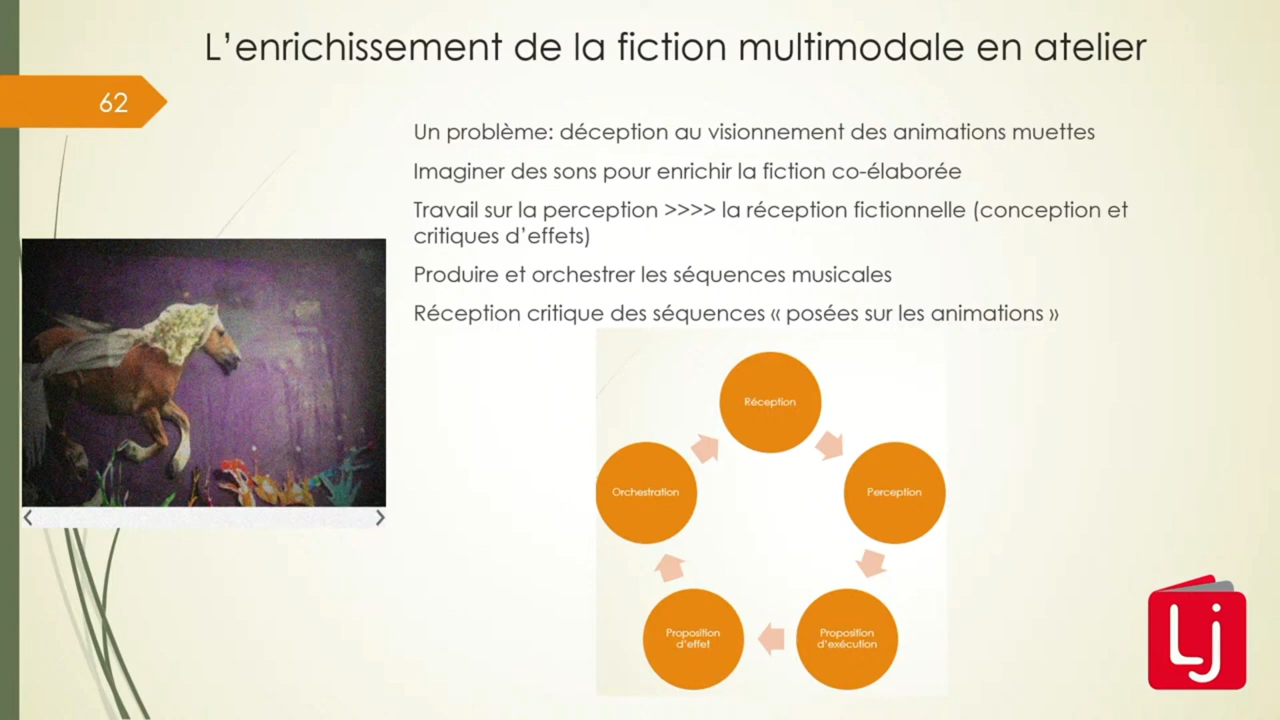 L’enrichissement de la fiction multimodale en atelier
62
Un problème: déception au visionnement des animations muettes
Imaginer des sons pour enrichir la fiction co-élaborée
Travail sur la perception >>>> la réception fictionnelle (conception et
critiques d’effets)
Produire et orchestrer les séquences musicales
Réception critique des séquences « posées sur les animations »
Réception
Orchestration
Perception
Proposition
d’effet
Proposition
d’exécution
Lj